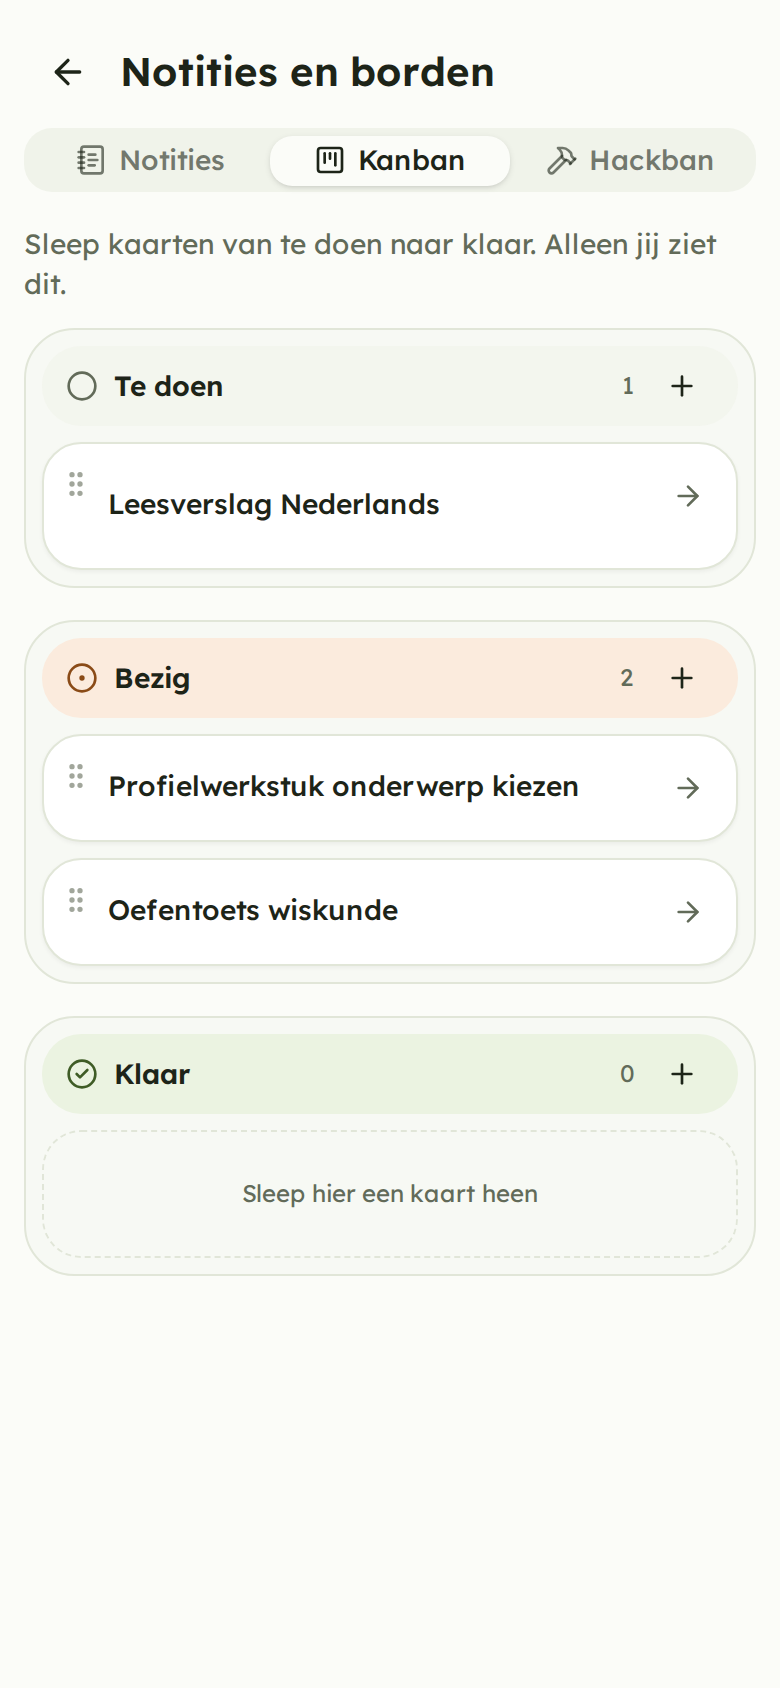 Notities en borden
Notities
Kanban
Hackban
Sleep kaarten van te doen naar klaar. Alleen jij ziet
dit.
Te doen
1
Leesverslag Nederlands
Bezig
2
Profielwerkstuk onderwerp kiezen
Oefentoets wiskunde
Klaar
0
Sleep hier een kaart heen